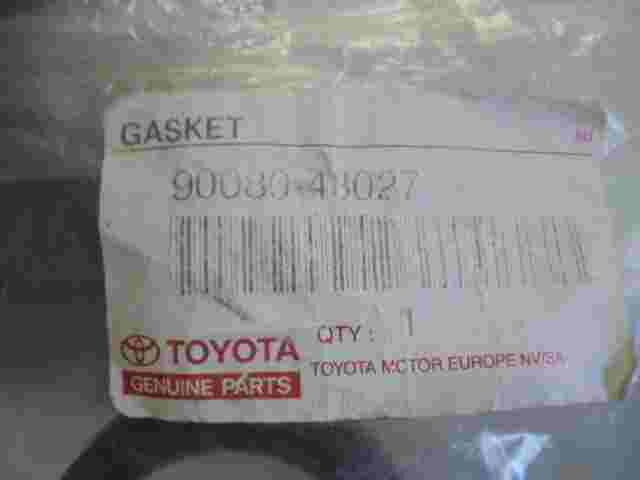 GASKET
90080-43027
QTY: 1
TOYOTA
GENUINE PARTS
TOYOTA MOTOR EUROPE NV/SA